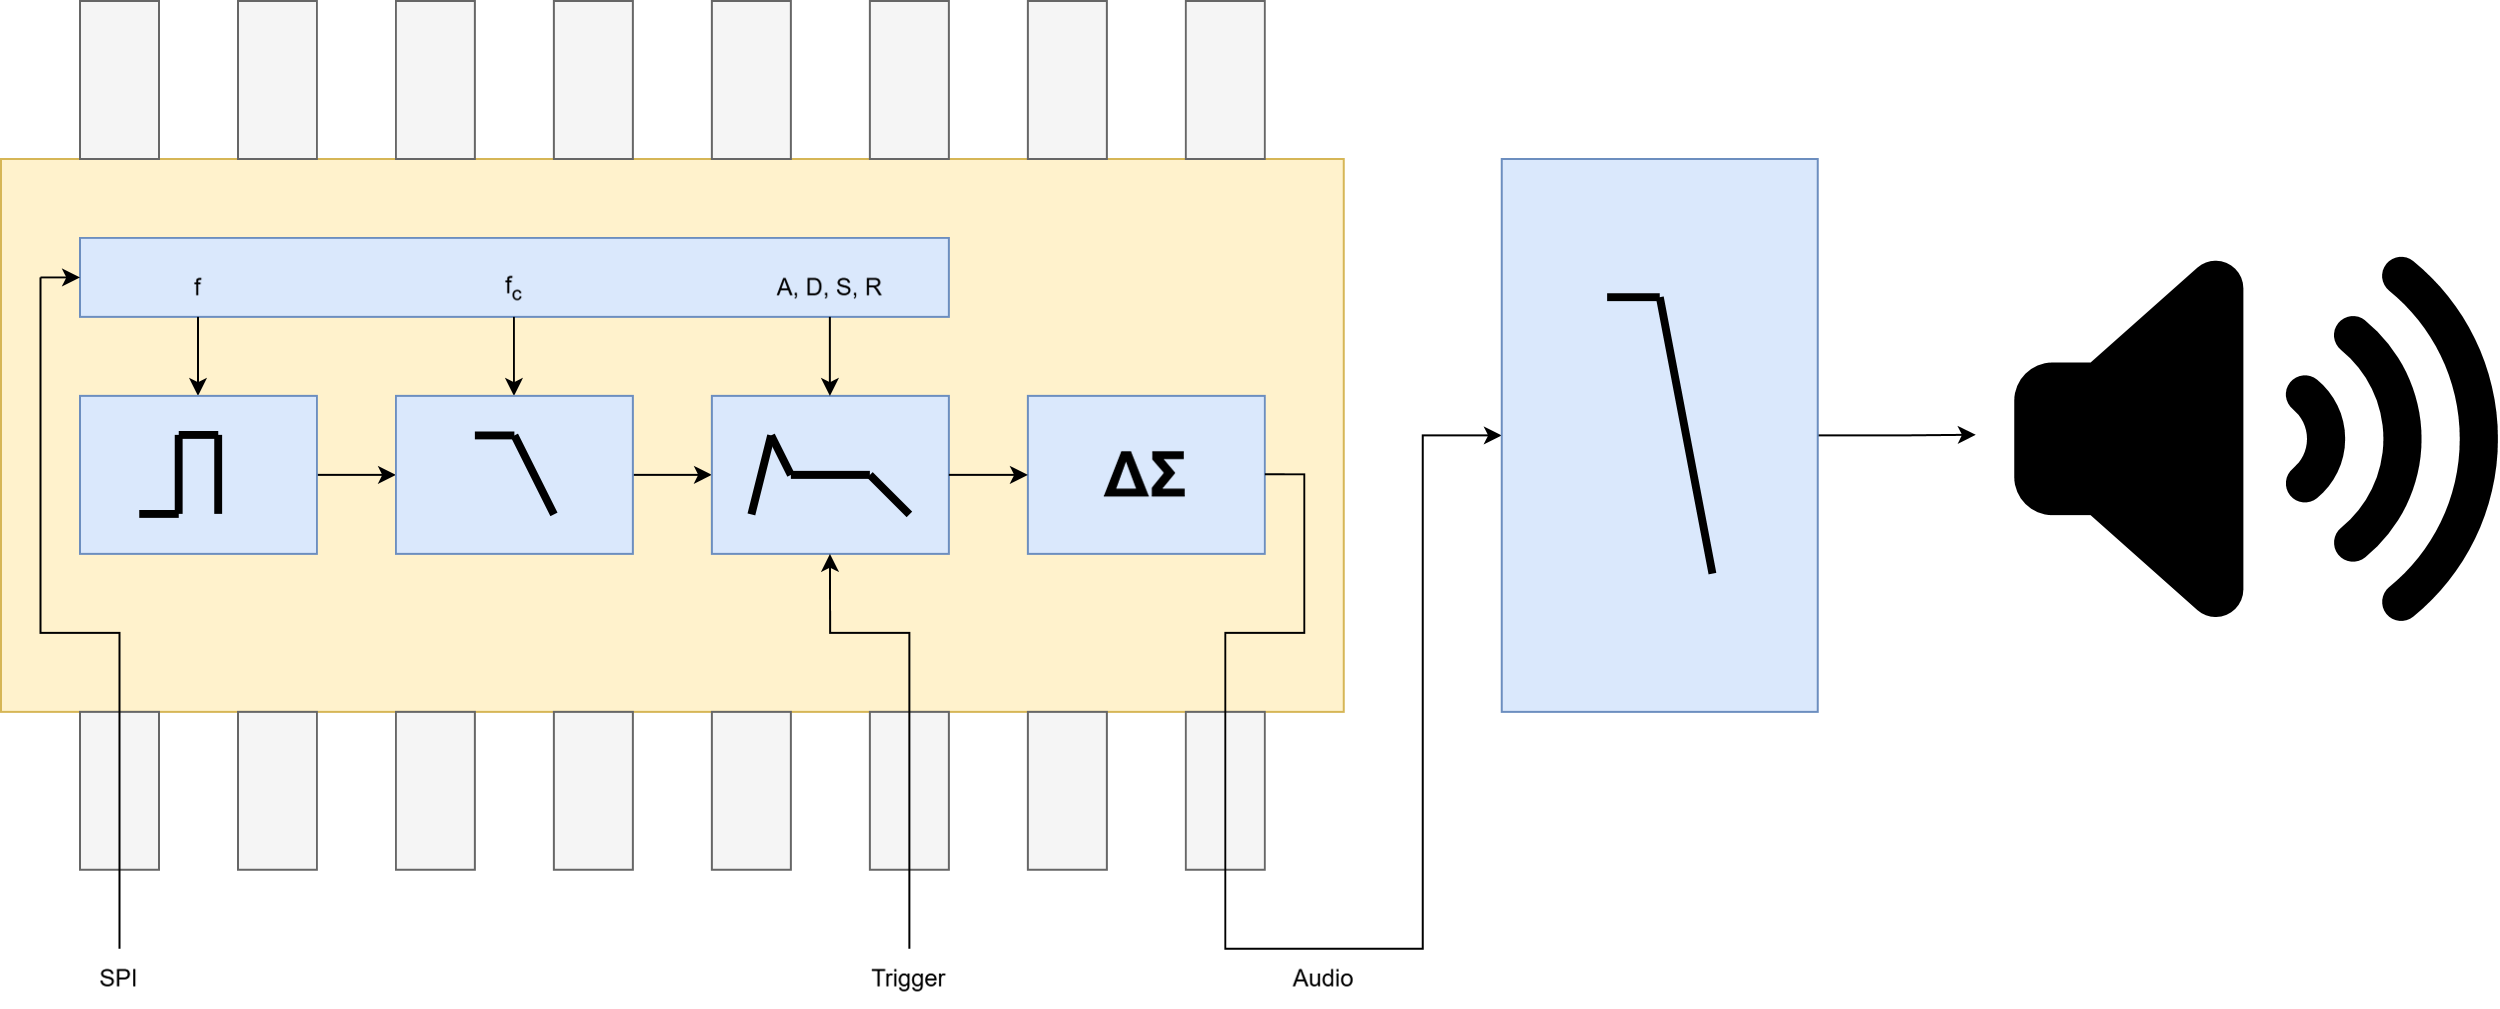 f
fc
A, D, S, R
ΔΣ
SPI
Trigger
Audio